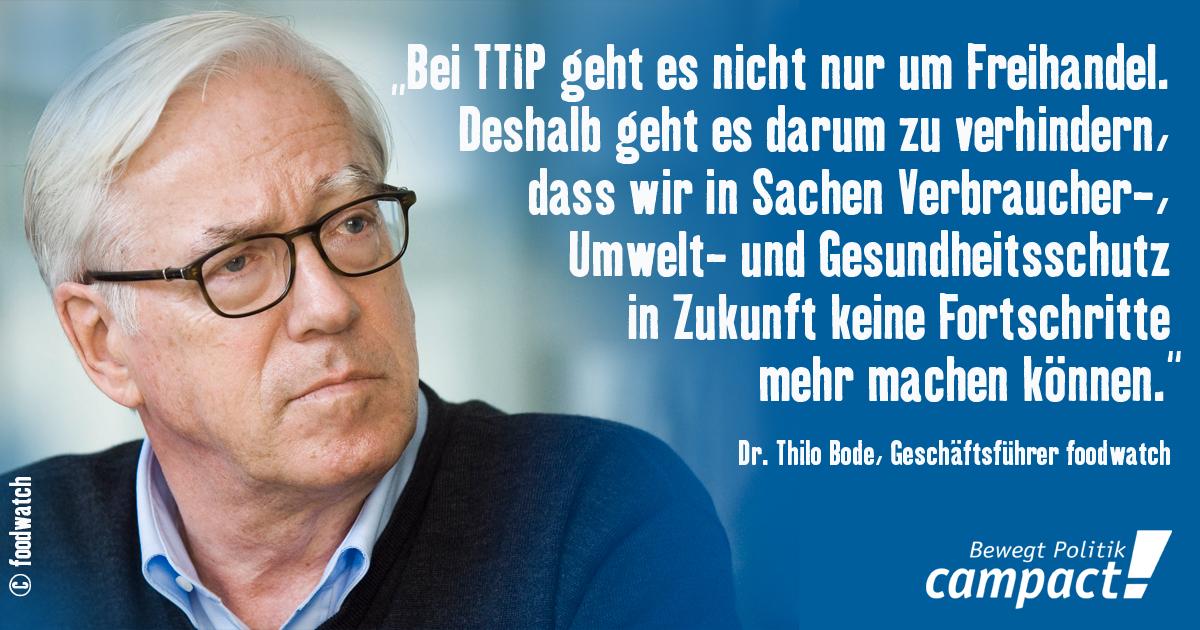 „Bei TTiP geht es nicht nur um Freihandel.
Deshalb geht es darum zu verhindern,
dass wir in Sachen Verbraucher-,
Umwelt- und Gesundheitsschutz
in Zukunft keine Fortschritte
mehr machen können.“
Dr. Thilo Bode, Geschäftsführer foodwatch
© foodwatch
Bewegt Politik
campact!